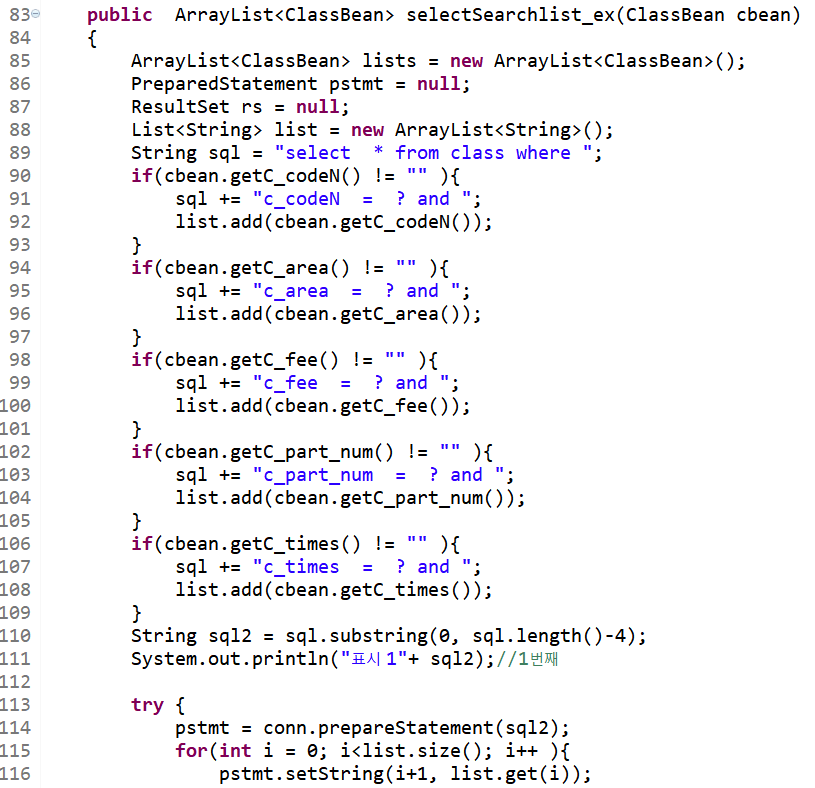 83 public  ArrayList<ClassBean> selectSearchlist_ex(ClassBean cbean)
84 {
85 ArrayList<ClassBean> lists = new ArrayList<ClassBean>();
86 PreparedStatement pstmt = null;
87 ResultSet rs = null;
88 List<String> list = new ArrayList<String>();
89 String sql = "select  * from class where ";
90 if(cbean.getC_codeN() != "" ){
91 sql += "c_codeN  =  ? and ";
92 list.add(cbean.getC_codeN());
93 }
94 if(cbean.getC_area() != "" ){
95 sql += "c_area  =  ? and ";
96 list.add(cbean.getC_area());
97 }
98 if(cbean.getC_fee() != "" ){
99 sql += "c_fee  =  ? and ";
100 list.add(cbean.getC_fee());
101 }
102 if(cbean.getC_part_num() != "" ){
103 sql += "c_part_num  =  ? and ";
104 list.add(cbean.getC_part_num());
105 }
106 if(cbean.getC_times() != "" ){
107 sql += "c_times  =  ? and ";
108 list.add(cbean.getC_times());
109 }
110 String sql2 = sql.substring(0, sql.length()-4);
111 System.out.println("표시 1"+ sql2);//1번째
112
113 try {
114 pstmt = conn.prepareStatement(sql2);
115 for(int i = 0; i<list.size(); i++ ){
116 pstmt.setString(i+1, list.get(i));